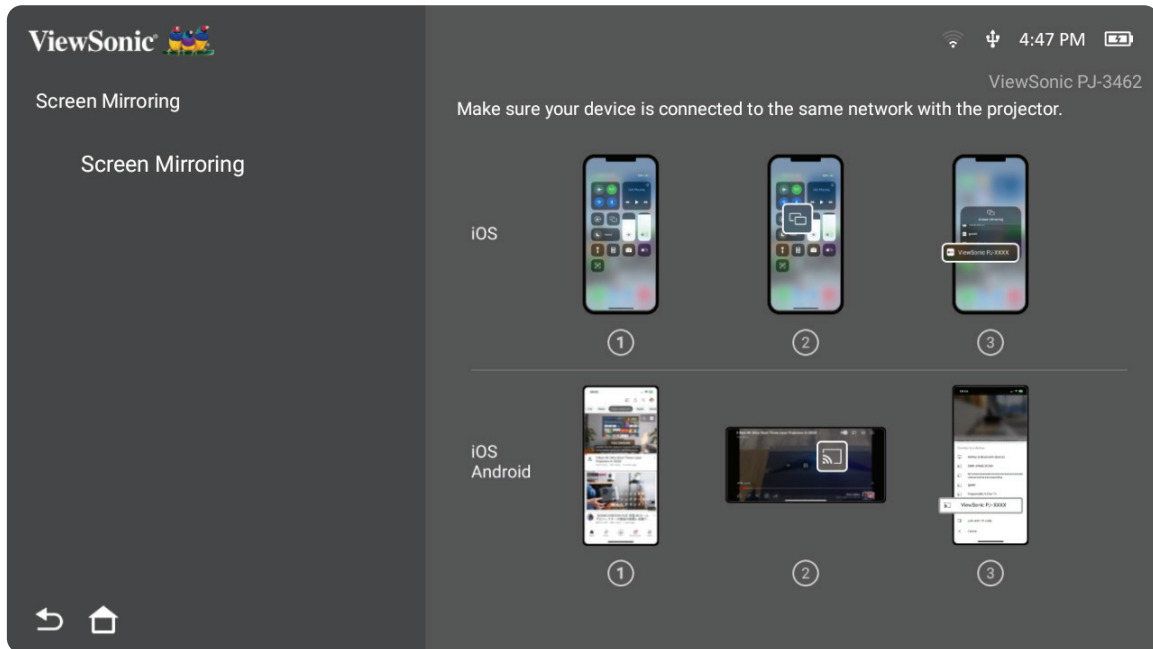 ViewSonic
4:47 PM
ViewSonic PJ-3462
Screen Mirroring
Make sure your device is connected to the same network with the projector.
Screen Mirroring
iOS
ViewSonic PJ-XXXX
1
2
3
iOS
Android
ViewSonic PJ-XXXX
1
2
3